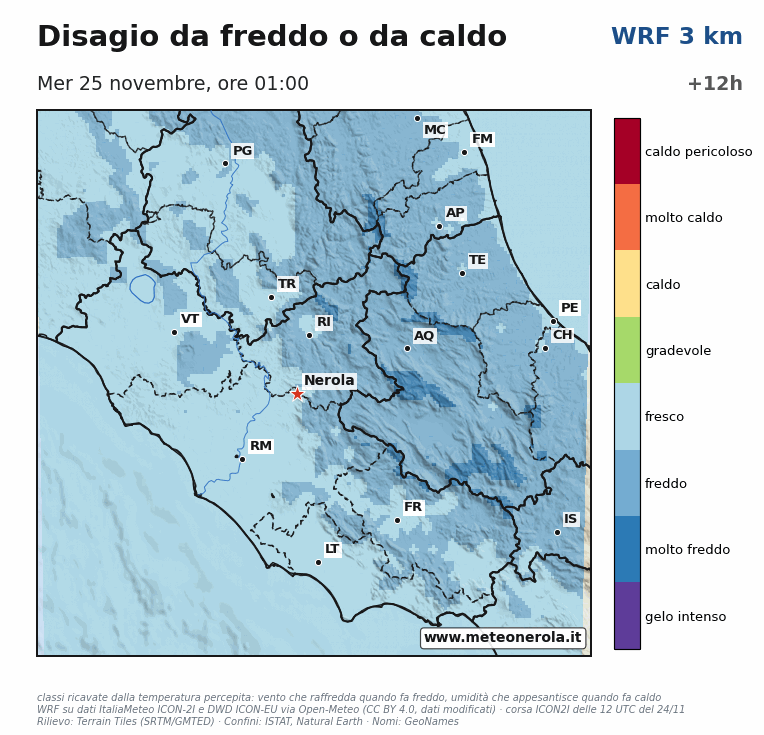 Disagio da freddo o da caldo
WRF 3 km
Mer 25 novembre, ore 01:00
+12h
MC
FM
PG
AP
TE
TR
PE
VT
RI
AQ
CH
Nerola
RM
FR
IS
LT
www.meteonerola.it
caldo pericoloso
molto caldo
caldo
gradevole
fresco
freddo
molto freddo
gelo intenso
classi ricavate dalla temperatura percepita: vento che raffredda quando fa freddo, umidità che appesantisce quando fa caldo
WRF su dati ItaliaMeteo ICON-2I e DWD ICON-EU via Open-Meteo (CC BY 4.0, dati modificati) · corsa ICON2I delle 12 UTC del 24/11
Rilievo: Terrain Tiles (SRTM/GMTED) · Confini: ISTAT, Natural Earth · Nomi: GeoNames